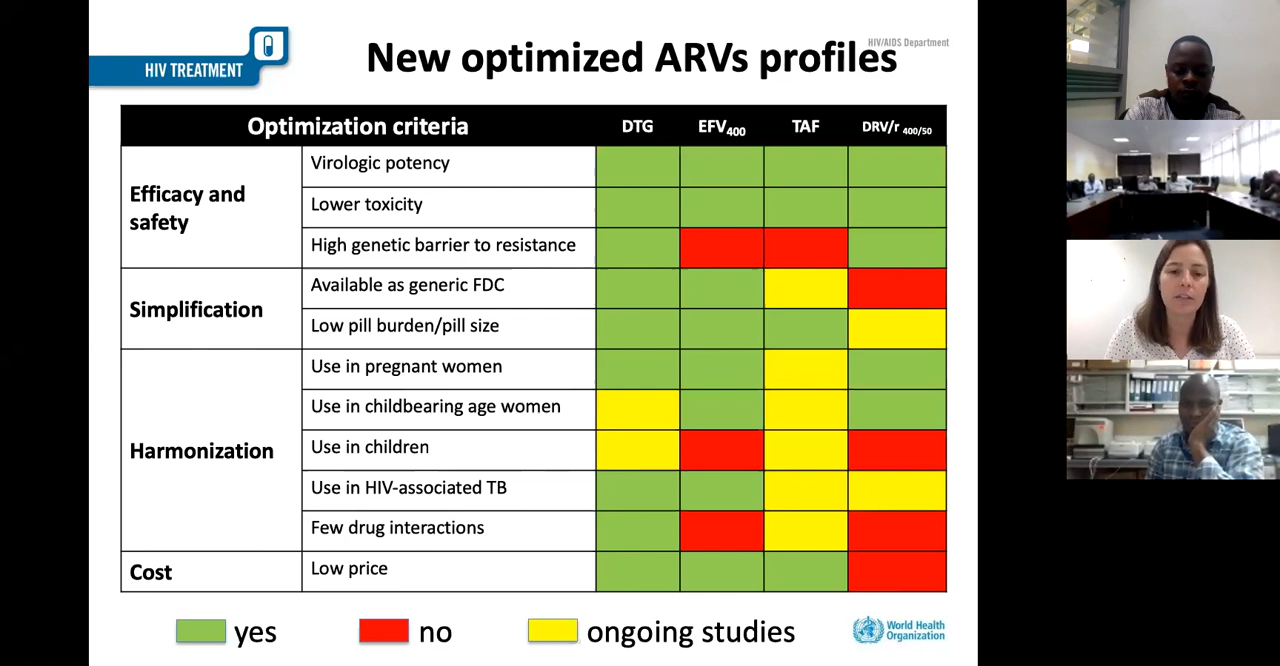 HIV/AIDS Department
HIV TREATMENT
New optimized ARVs profiles
Optimization criteria DTG EFV400 TAF DRV/r 400/50
Efficacy and safety
Virologic potency
Lower toxicity
High genetic barrier to resistance
Simplification
Available as generic FDC
Low pill burden/pill size
Harmonization
Use in pregnant women
Use in childbearing age women
Use in children
Use in HIV-associated TB
Few drug interactions
Cost
Low price
yes no ongoing studies
World Health
Organization